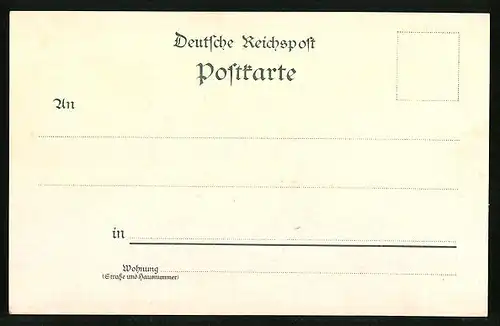 Deutſche Reichspoſt
Poſtkarte
An
in
Wohnung
(Straße und Hausnummer)